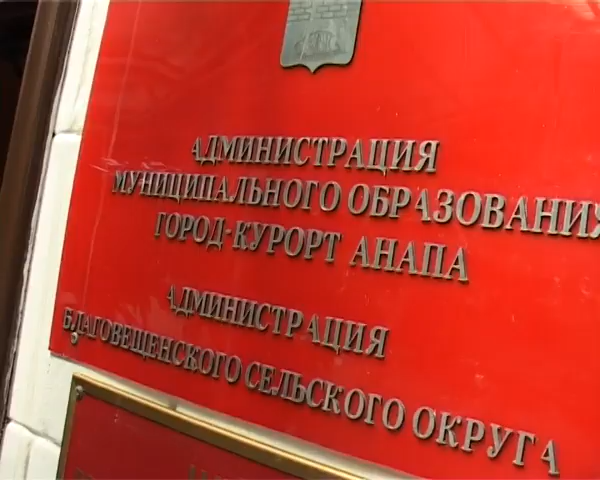 АДМИНИСТРАЦИЯ
МУНИЦИПАЛЬНОГО ОБРАЗОВАНИЯ
ГОРОД-КУРОРТ АНАПА
АДМИНИСТРАЦИЯ
БЛАГОВЕЩЕНСКОГО СЕЛЬСКОГО ОКРУГА